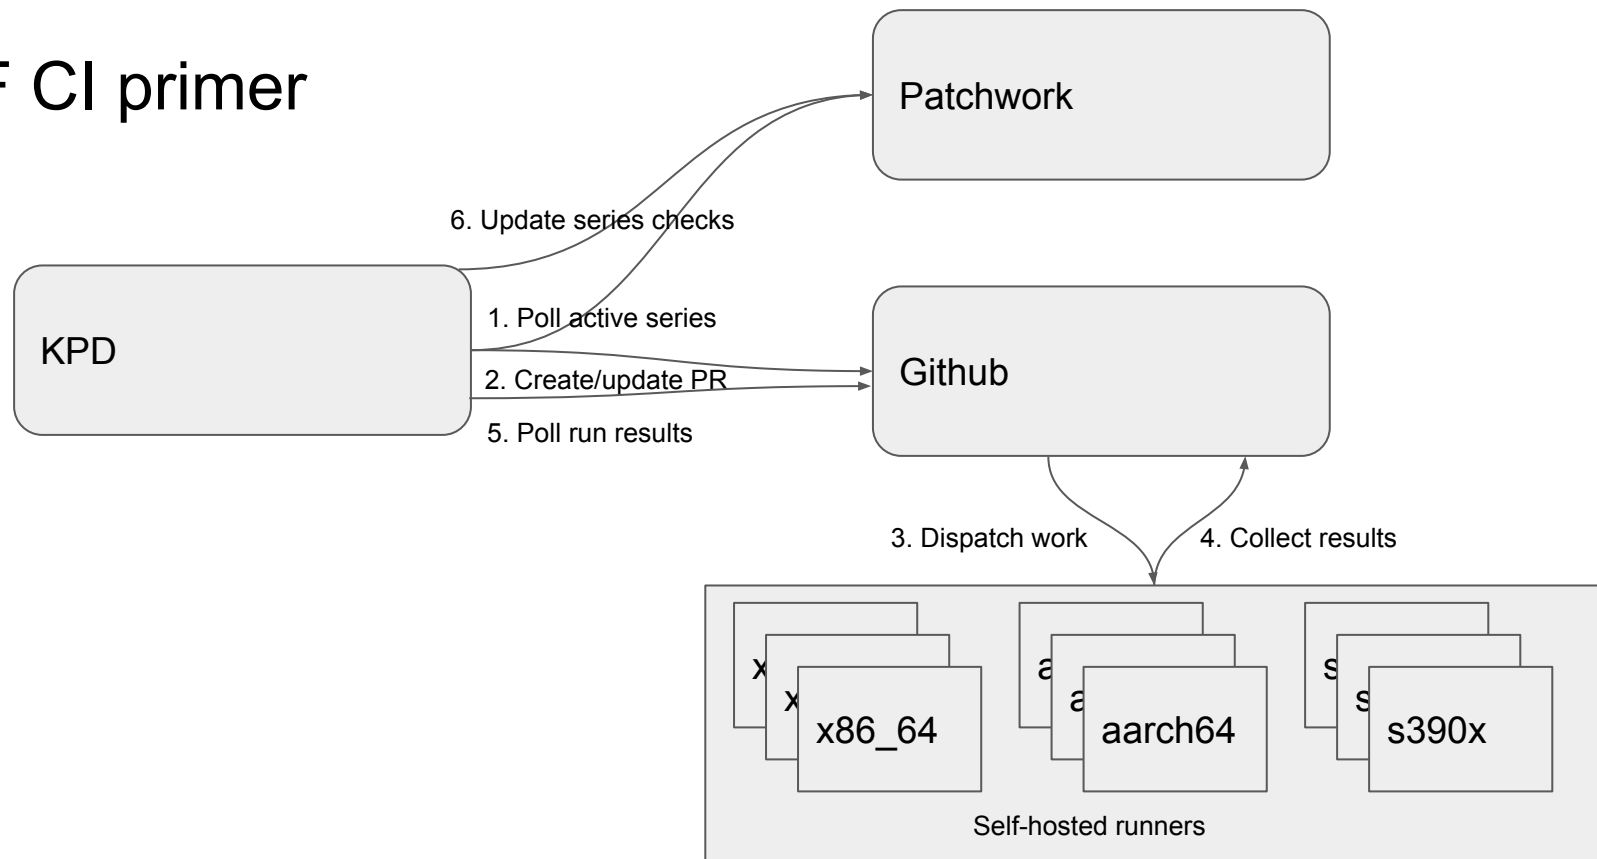 F CI primer
Patchwork
6. Update series checks
1. Poll active series
KPD
2. Create/update PR
Github
5. Poll run results
3. Dispatch work
4. Collect results
x
x
x86_64
a
a
aarch64
s
s
s390x
Self-hosted runners